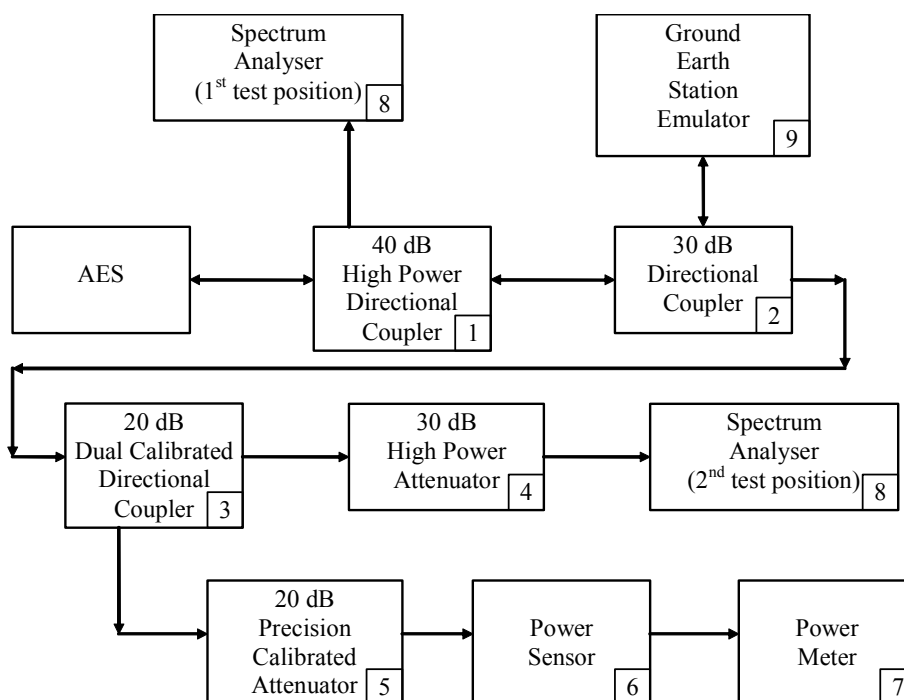 Spectrum
Analyser
(1st test position)
8
Ground
Earth
Station
Emulator
9
AES
40 dB
High Power
Directional
Coupler
1
30 dB
Directional
Coupler
2
20 dB
Dual Calibrated
Directional
Coupler
3
30 dB
High Power
Attenuator
4
Spectrum
Analyser
(2nd test position)
8
20 dB
Precision
Calibrated
Attenuator
5
Power
Sensor
6
Power
Meter
7